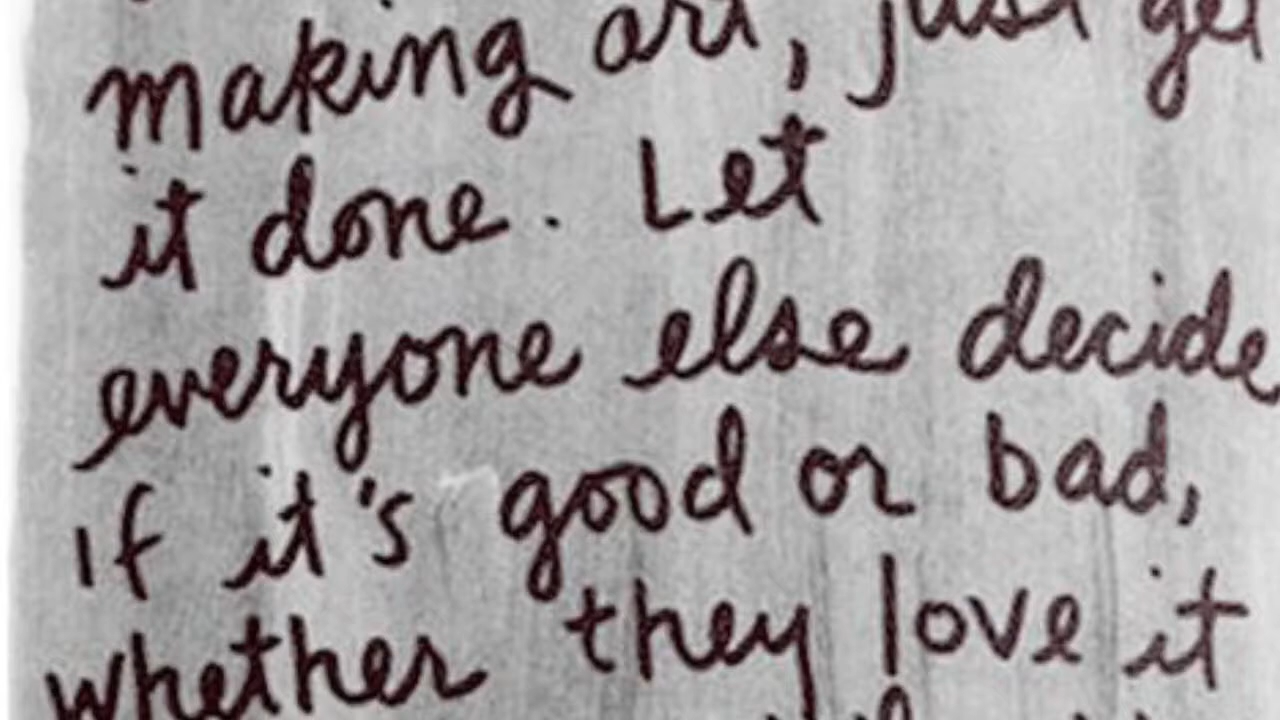 making art, just get
it done. Let
everyone else decide
if it's good or bad,
whether they love it